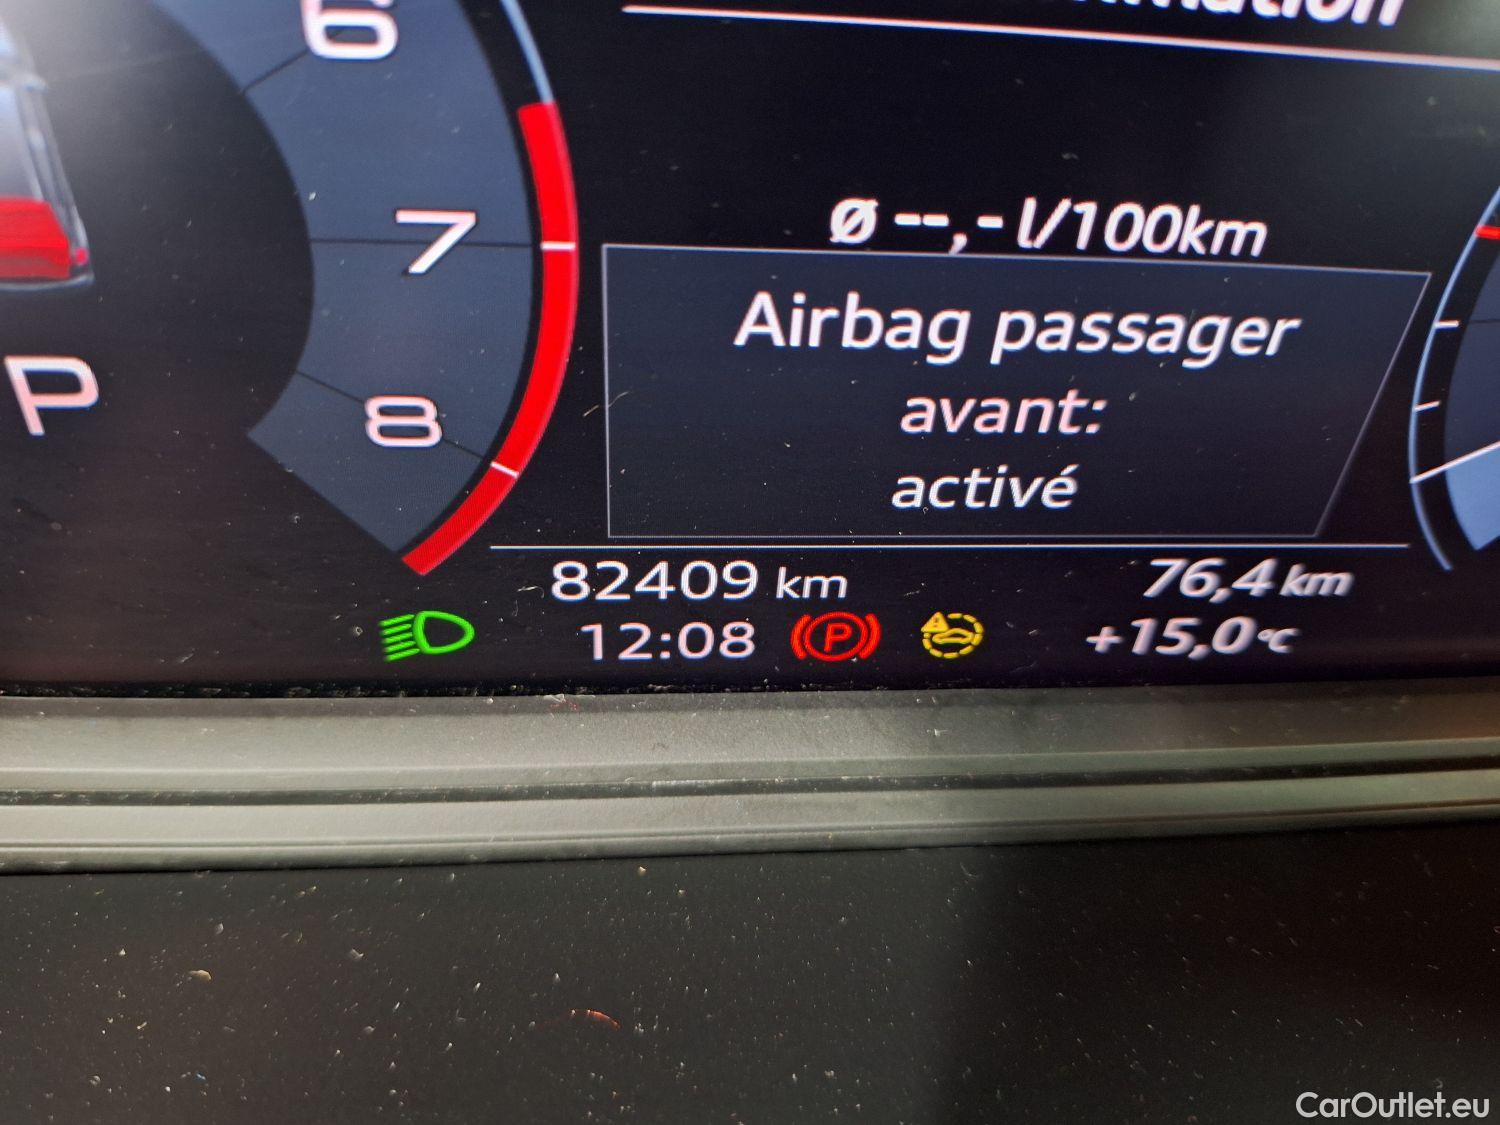 6
ø --,- l/100km
7
Airbag passager
avant:
activé
P
8
82409 km
76,4 km
12:08
P
+15,0°C
CarOutlet.eu